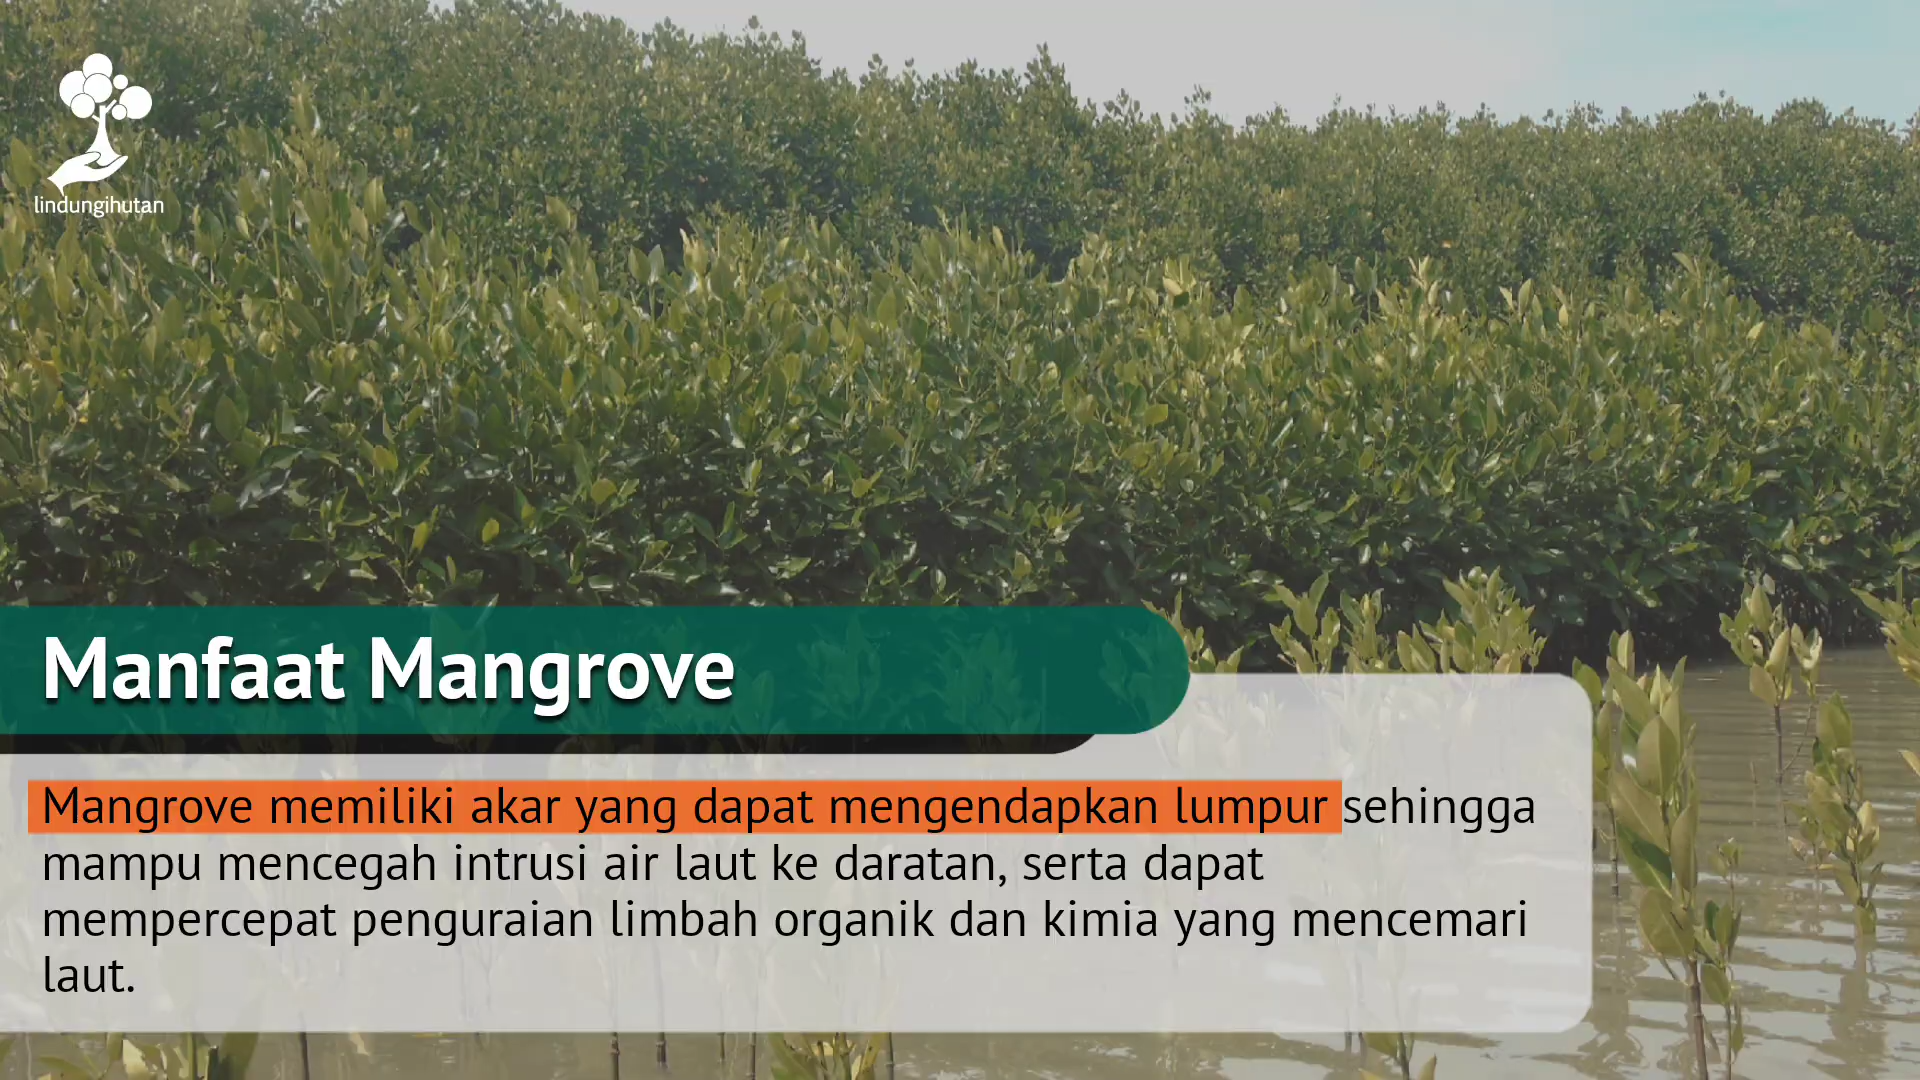 lindungihutan
Manfaat Mangrove
Mangrove memiliki akar yang dapat mengendapkan lumpur sehingga
mampu mencegah intrusi air laut ke daratan, serta dapat
mempercepat penguraian limbah organik dan kimia yang mencemari
laut.